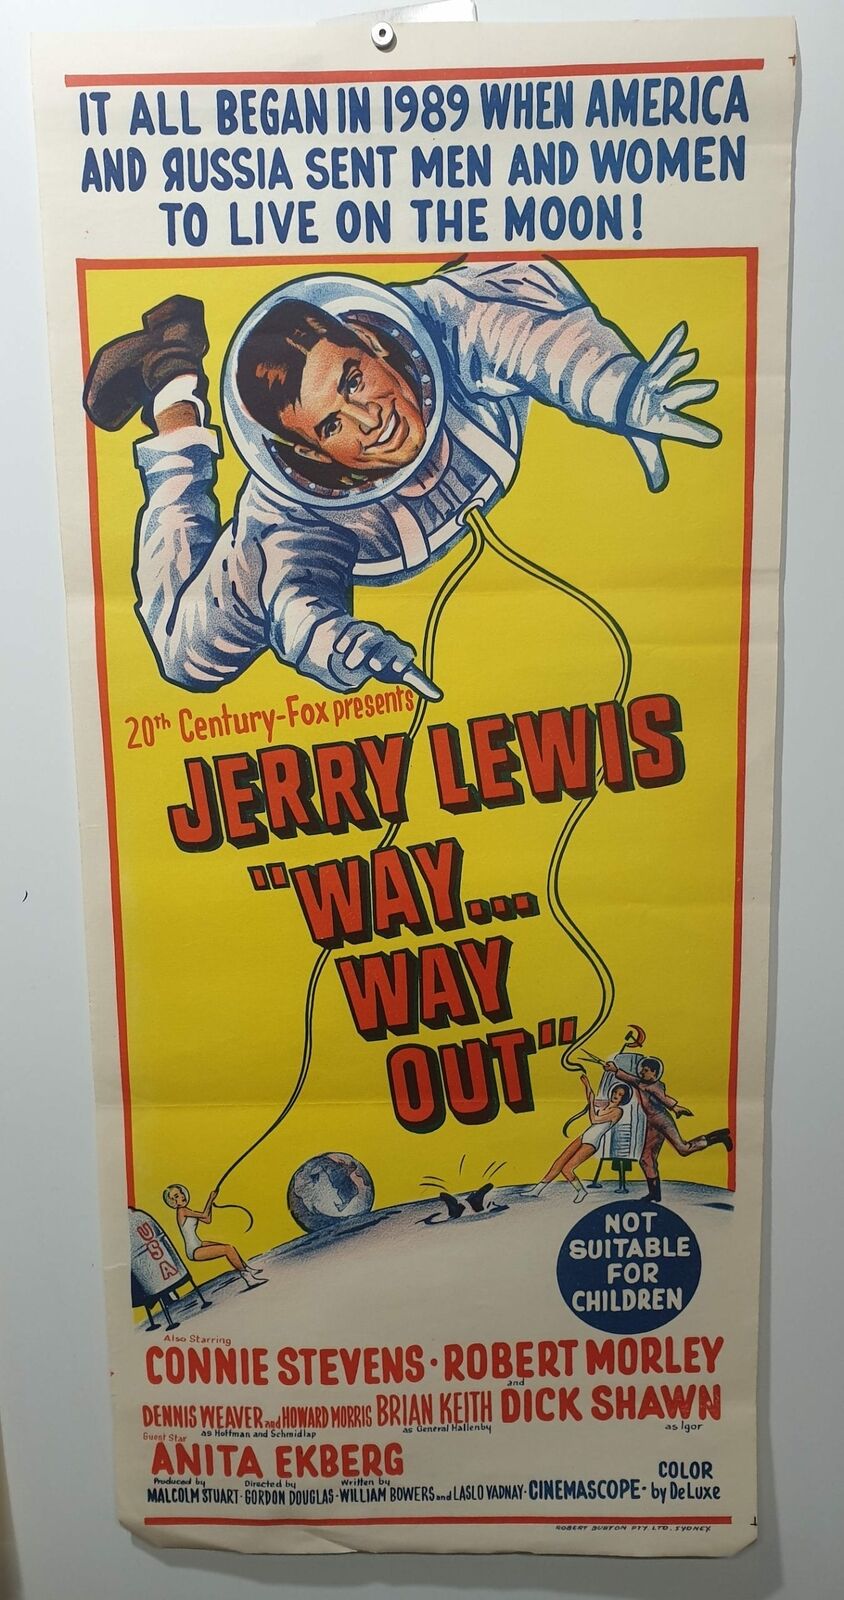 IT ALL BEGAN IN 1989 WHEN AMERICA
AND ЯUSSIA SENT MEN AND WOMEN
TO LIVE ON THE MOON!
20th Century-Fox presents
JERRY LEWIS
"WAY...
WAY
OUT"
USA
NOT
SUITABLE
FOR
CHILDREN
Also Starring
CONNIE STEVENS · ROBERT MORLEY
and
DENNIS WEAVER and HOWARD MORRIS BRIAN KEITH DICK SHAWN
as Hoffman and Schmidlap as General Hallenby as Igor
Guest Star
ANITA EKBERG
Produced by Directed by Written by
MALCOLM STUART · GORDON DOUGLAS · WILLIAM BOWERS and LASLO VADNAY · CINEMASCOPE · COLOR by DeLuxe
ROBERT BURTON PTY. LTD. SYDNEY.